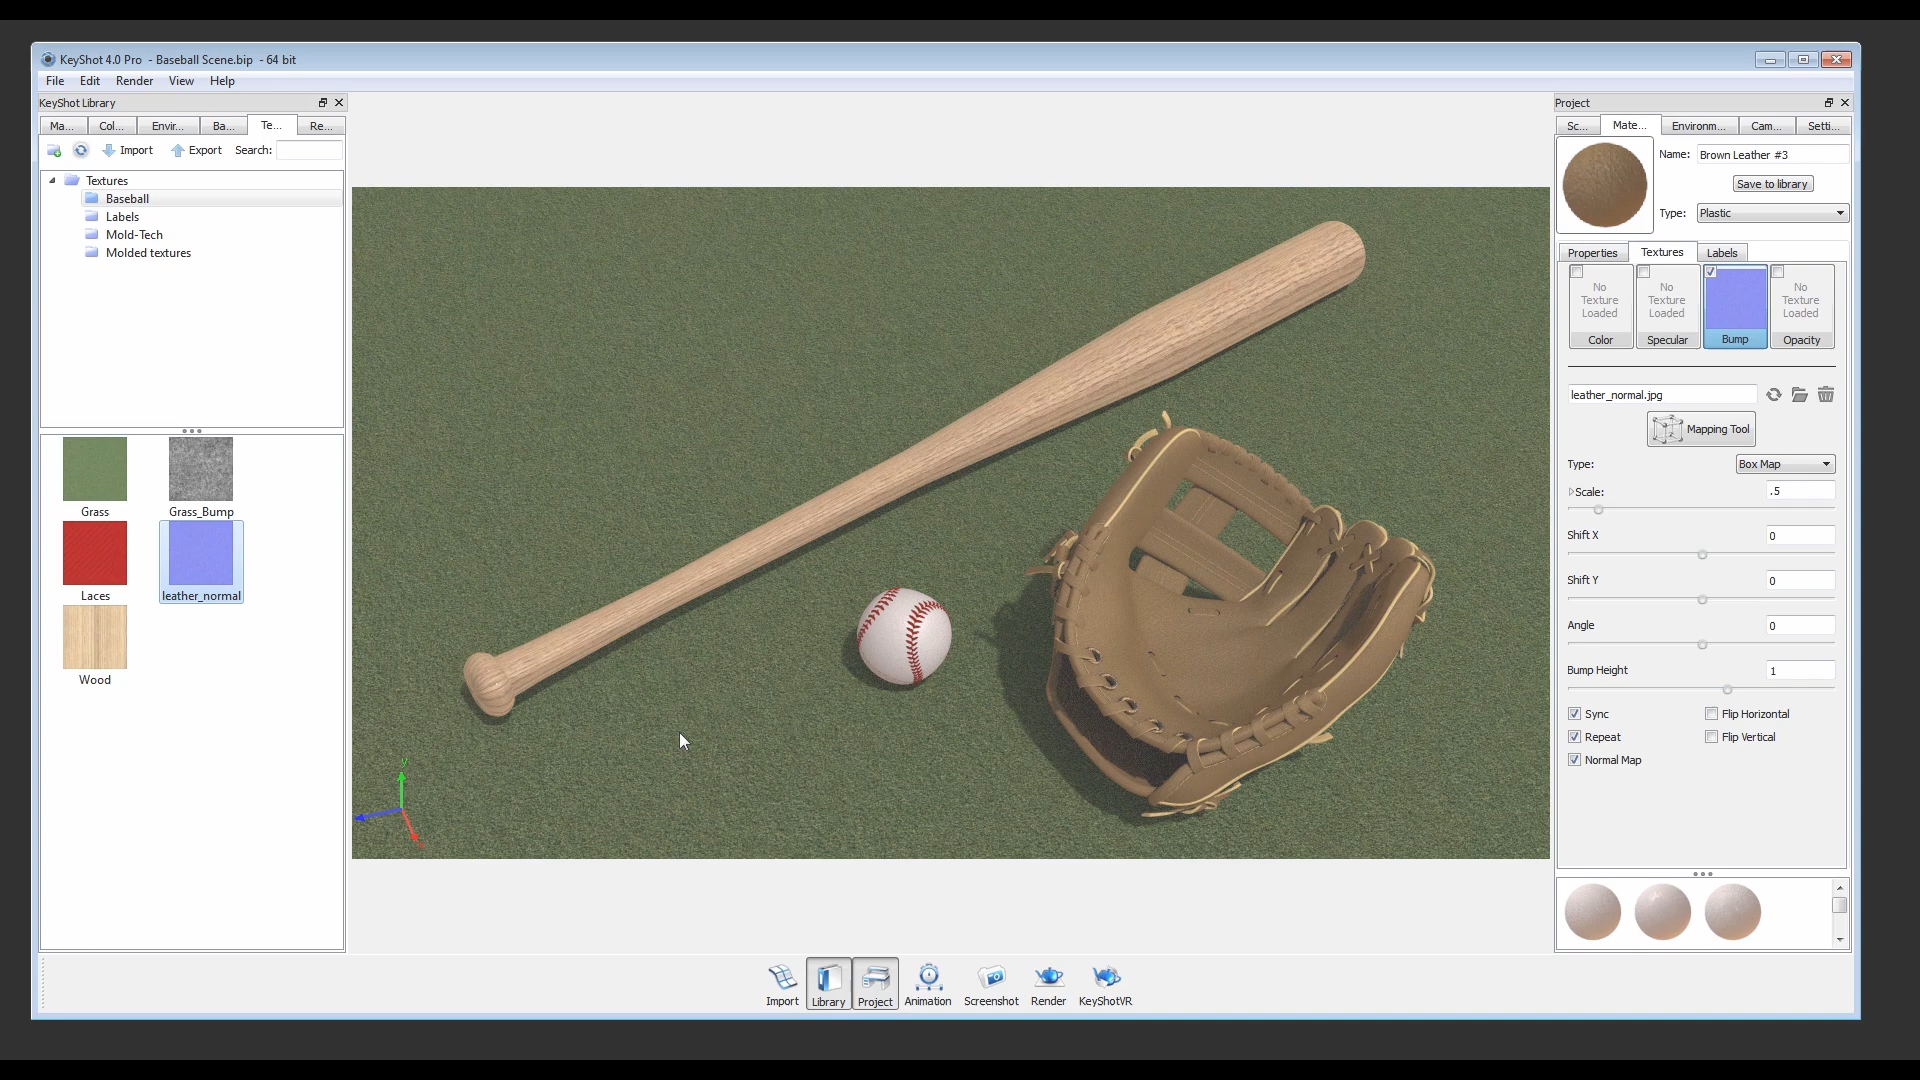 KeyShot 4.0 Pro - Baseball Scene.bip - 64 bit
File Edit Render View Help
KeyShot Library
Ma... Col... Envir... Ba... Te... Re...
Import Export Search:
Textures
Baseball
Labels
Mold-Tech
Molded textures
Grass Grass_Bump
Laces leather_normal
Wood
y
Import Library Project Animation Screenshot Render KeyShotVR
Project
Sc... Mate... Environm... Cam... Setti...
Name: Brown Leather #3
Save to library
Type: Plastic
Properties Textures Labels
No Texture Loaded No Texture Loaded No Texture Loaded
Color Specular Bump Opacity
leather_normal.jpg
Mapping Tool
Type: Box Map
Scale: .5
Shift X 0
Shift Y 0
Angle 0
Bump Height 1
Sync Flip Horizontal
Repeat Flip Vertical
Normal Map